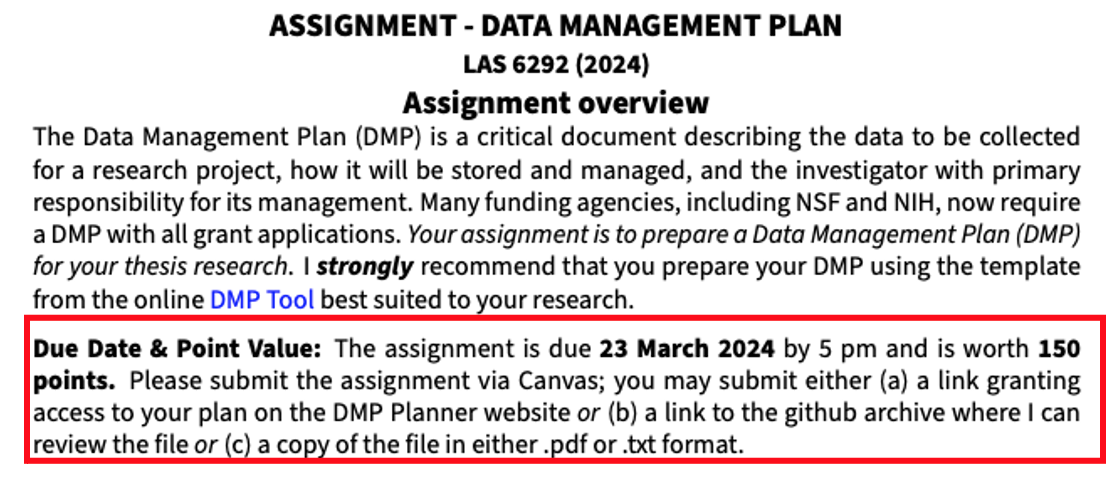 ASSIGNMENT - DATA MANAGEMENT PLAN
LAS 6292 (2024)
Assignment overview
The Data Management Plan (DMP) is a critical document describing the data to be collected
for a research project, how it will be stored and managed, and the investigator with primary
responsibility for its management. Many funding agencies, including NSF and NIH, now require
a DMP with all grant applications. Your assignment is to prepare a Data Management Plan (DMP)
for your thesis research. I strongly recommend that you prepare your DMP using the template
from the online DMP Tool best suited to your research.
Due Date & Point Value: The assignment is due 23 March 2024 by 5 pm and is worth 150
points. Please submit the assignment via Canvas; you may submit either (a) a link granting
access to your plan on the DMP Planner website or (b) a link to the github archive where I can
review the file or (c) a copy of the file in either .pdf or .txt format.